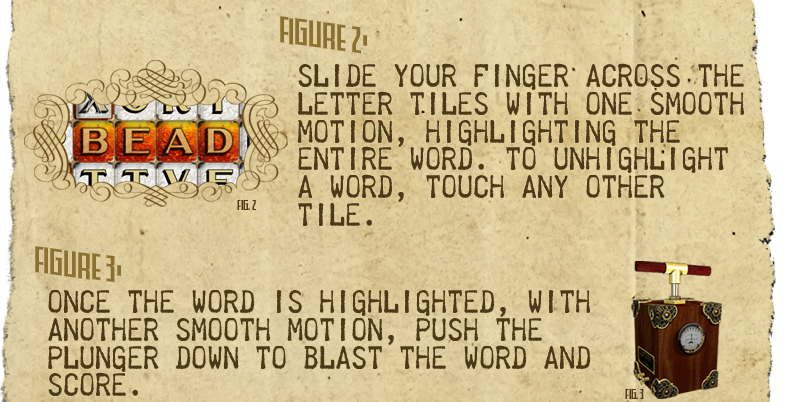 FIGURE 2:
SLIDE YOUR FINGER ACROSS THE
LETTER TILES WITH ONE SMOOTH
MOTION, HIGHLIGHTING THE
ENTIRE WORD. TO UNHIGHLIGHT
A WORD, TOUCH ANY OTHER
TILE.
BEAD
FIG. 2
FIGURE 3:
ONCE THE WORD IS HIGHLIGHTED, WITH
ANOTHER SMOOTH MOTION, PUSH THE
PLUNGER DOWN TO BLAST THE WORD AND
SCORE.
FIG. 3